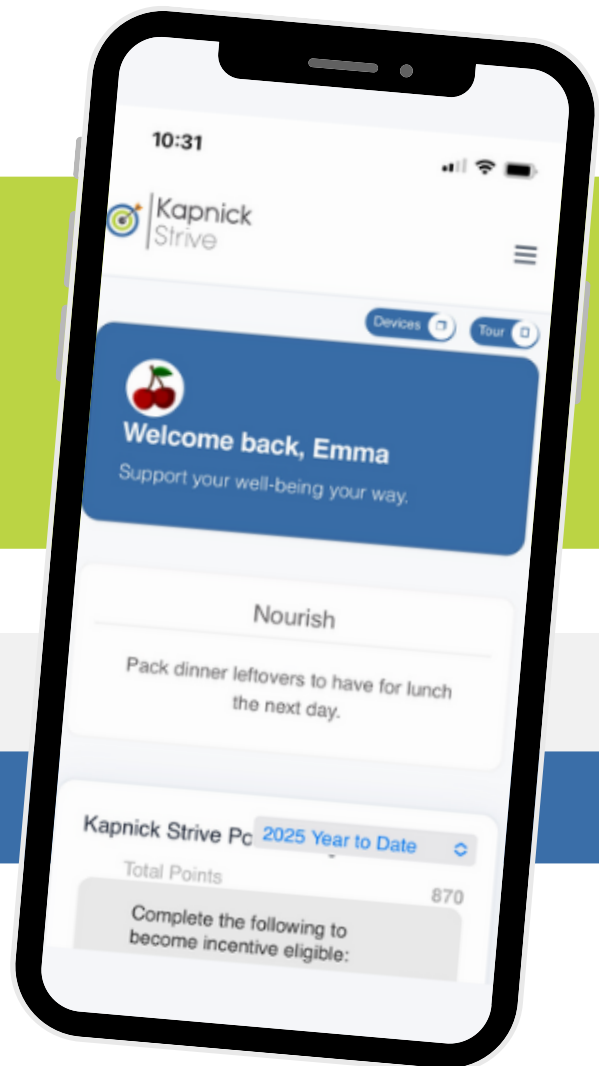 10:31
Kapnick
Strive
Devices
Tour
Welcome back, Emma
Support your well-being your way.
Nourish
Pack dinner leftovers to have for lunch
the next day.
Kapnick Strive Po
2025 Year to Date
Total Points
870
Complete the following to
become incentive eligible: